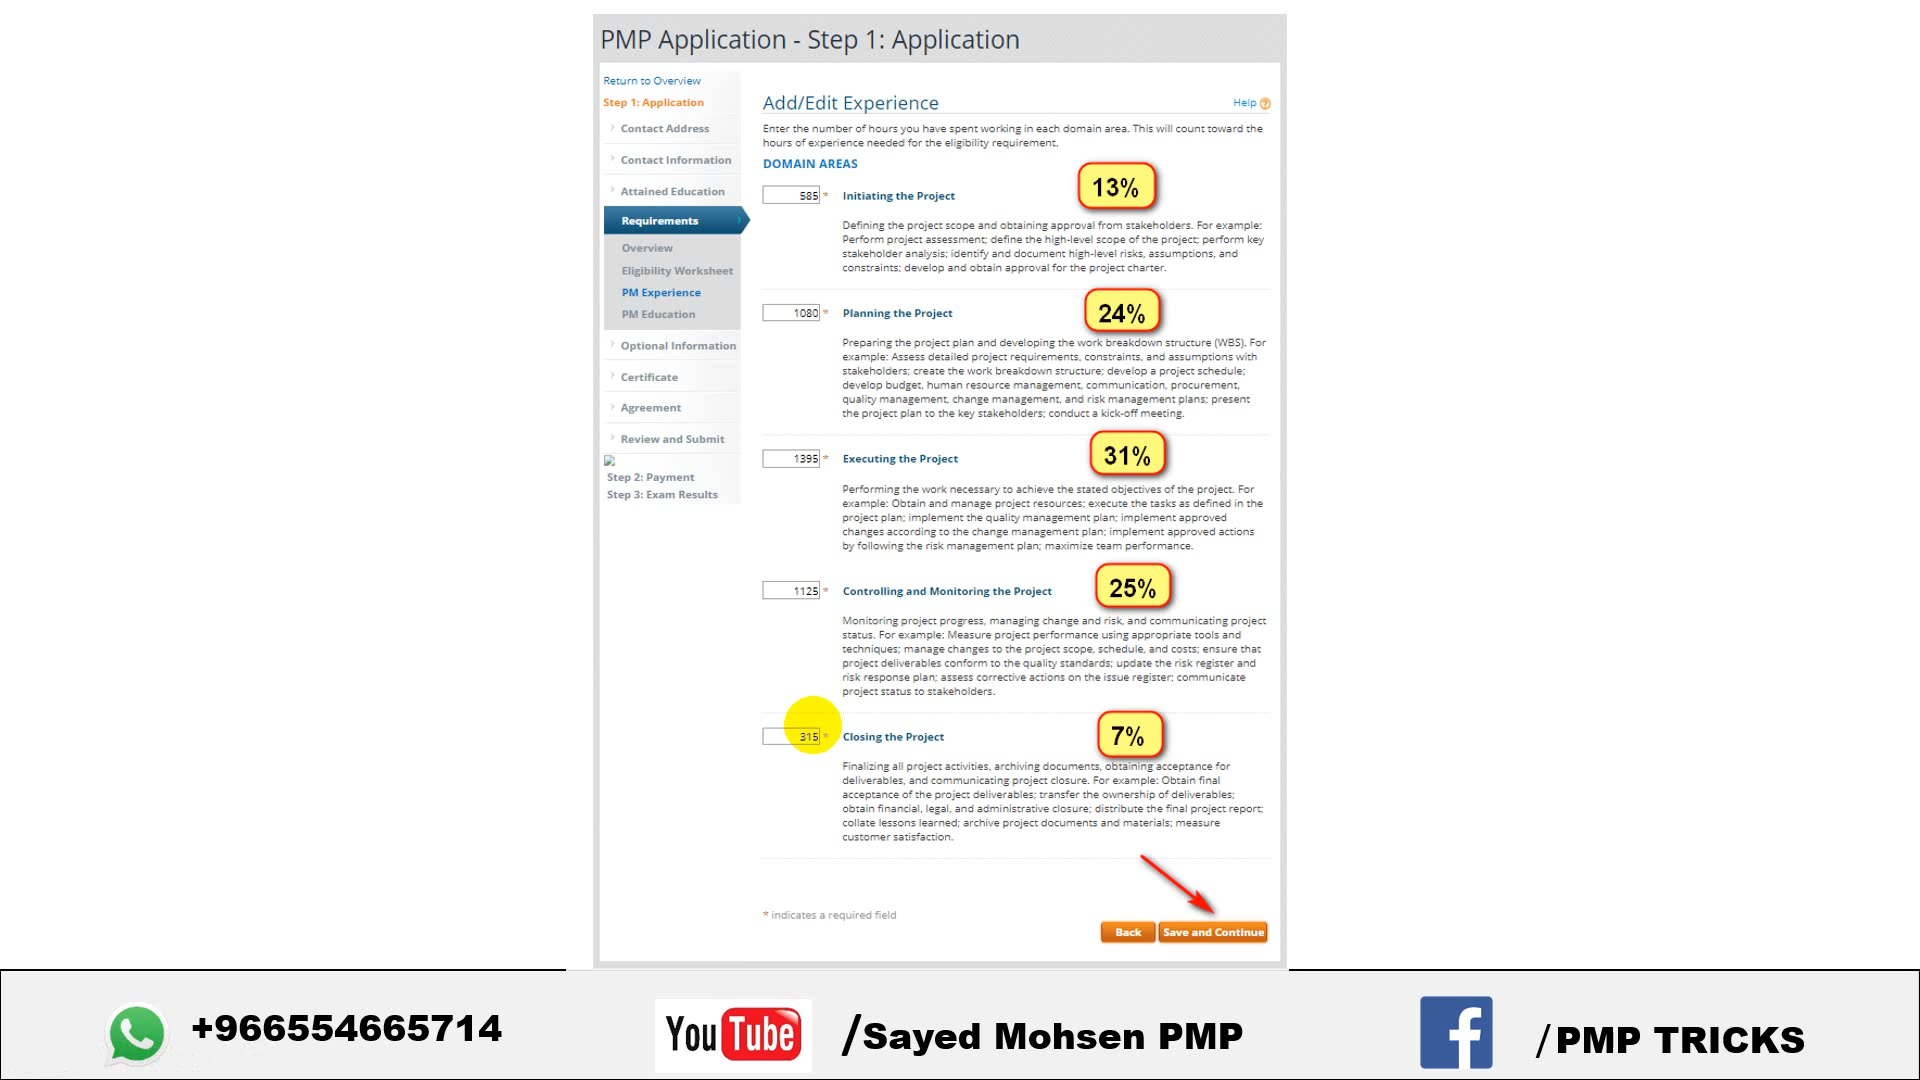 PMP Application - Step 1: Application
Return to Overview
Step 1: Application
Contact Address
Contact Information
Attained Education
Requirements
Overview
Eligibility Worksheet
PM Experience
PM Education
Optional Information
Certificate
Agreement
Review and Submit
Step 2: Payment
Step 3: Exam Results
Add/Edit Experience
Help ?
Enter the number of hours you have spent working in each domain area. This will count toward the
hours of experience needed for the eligibility requirement.
DOMAIN AREAS
585 * Initiating the Project 13%
Defining the project scope and obtaining approval from stakeholders. For example:
Perform project assessment; define the high-level scope of the project; perform key
stakeholder analysis; identify and document high-level risks, assumptions, and
constraints; develop and obtain approval for the project charter.
1080 * Planning the Project 24%
Preparing the project plan and developing the work breakdown structure (WBS). For
example: Assess detailed project requirements, constraints, and assumptions with
stakeholders; create the work breakdown structure; develop a project schedule;
develop budget, human resource management, communication, procurement,
quality management, change management, and risk management plans; present
the project plan to the key stakeholders; conduct a kick-off meeting.
1395 * Executing the Project 31%
Performing the work necessary to achieve the stated objectives of the project. For
example: Obtain and manage project resources; execute the tasks as defined in the
project plan; implement the quality management plan; implement approved
changes according to the change management plan; implement approved actions
by following the risk management plan; maximize team performance.
1125 * Controlling and Monitoring the Project 25%
Monitoring project progress, managing change and risk, and communicating project
status. For example: Measure project performance using appropriate tools and
techniques; manage changes to the project scope, schedule, and costs; ensure that
project deliverables conform to the quality standards; update the risk register and
risk response plan; assess corrective actions on the issue register; communicate
project status to stakeholders.
315 * Closing the Project 7%
Finalizing all project activities, archiving documents, obtaining acceptance for
deliverables, and communicating project closure. For example: Obtain final
acceptance of the project deliverables; transfer the ownership of deliverables;
obtain financial, legal, and administrative closure; distribute the final project report;
collate lessons learned; archive project documents and materials; measure
customer satisfaction.
* indicates a required field
Back Save and Continue
+966554665714
YouTube /Sayed Mohsen PMP
f /PMP TRICKS